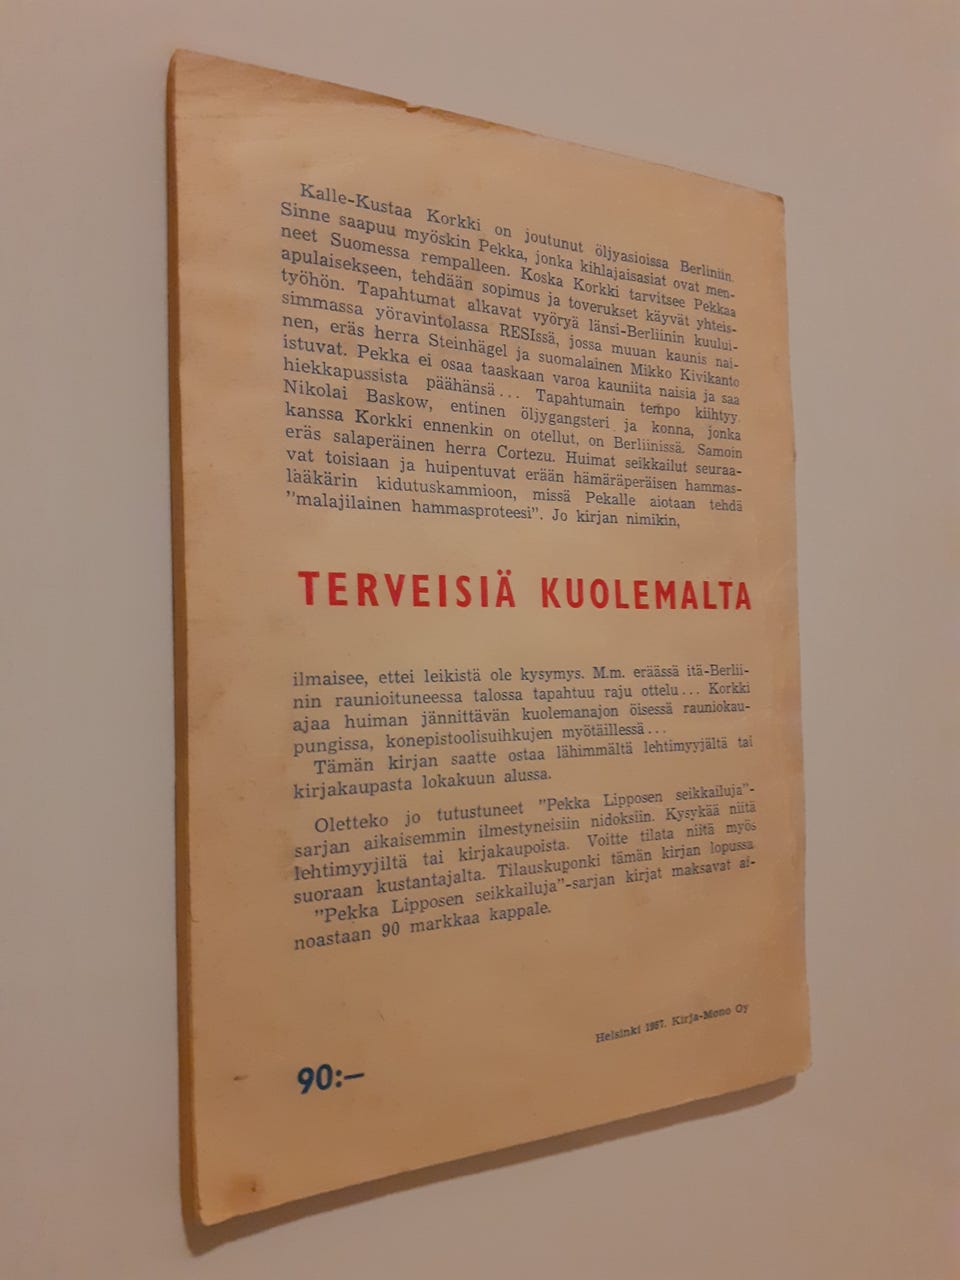 Kalle-Kustaa Korkki on joutunut öljyasioissa Berliiniin.
Sinne saapuu myöskin Pekka, jonka kihlajaisasiat ovat men-
neet Suomessa rempalleen. Koska Korkki tarvitsee Pekkaa
apulaisekseen, tehdään sopimus ja toverukset käyvät yhteis-
työhön. Tapahtumat alkavat vyöryä länsi-Berliinin kuului-
simmassa yöravintolassa RESIssä, jossa muuan kaunis nai-
nen, eräs herra Steinhägel ja suomalainen Mikko Kivikanto
istuvat. Pekka ei osaa taaskaan varoa kauniita naisia ja saa
hiekkapussista päähänsä... Tapahtumain tempo kiihtyy.
Nikolai Baskow, entinen öljygangsteri ja konna, jonka
kanssa Korkki ennenkin on otellut, on Berliinissä. Samoin
eräs salaperäinen herra Cortezu. Huimat seikkailut seuraa-
vat toisiaan ja huipentuvat erään hämäräperäisen hammas-
lääkärin kidutuskammioon, missä Pekalle aiotaan tehdä
"malajilainen hammasproteesi". Jo kirjan nimikin,
TERVEISIÄ KUOLEMALTA
ilmaisee, ettei leikistä ole kysymys. M.m. eräässä itä-Berlii-
nin raunioituneessa talossa tapahtuu raju ottelu... Korkki
ajaa huiman jännittävän kuolemanajon öisessä rauniokau-
pungissa, konepistoolisuihkujen myötäillessä...
Tämän kirjan saatte ostaa lähimmältä lehtimyyjältä tai
kirjakaupasta lokakuun alussa.
Oletteko jo tutustuneet "Pekka Lipposen seikkailuja"-
sarjan aikaisemmin ilmestyneisiin nidoksiin. Kysykää niitä
lehtimyyjiltä tai kirjakaupoista. Voitte tilata niitä myös
suoraan kustantajalta. Tilauskuponki tämän kirjan lopussa
"Pekka Lipposen seikkailuja"-sarjan kirjat maksavat ai-
noastaan 90 markkaa kappale.
Helsinki 1957. Kirja-Mono Oy
90:—